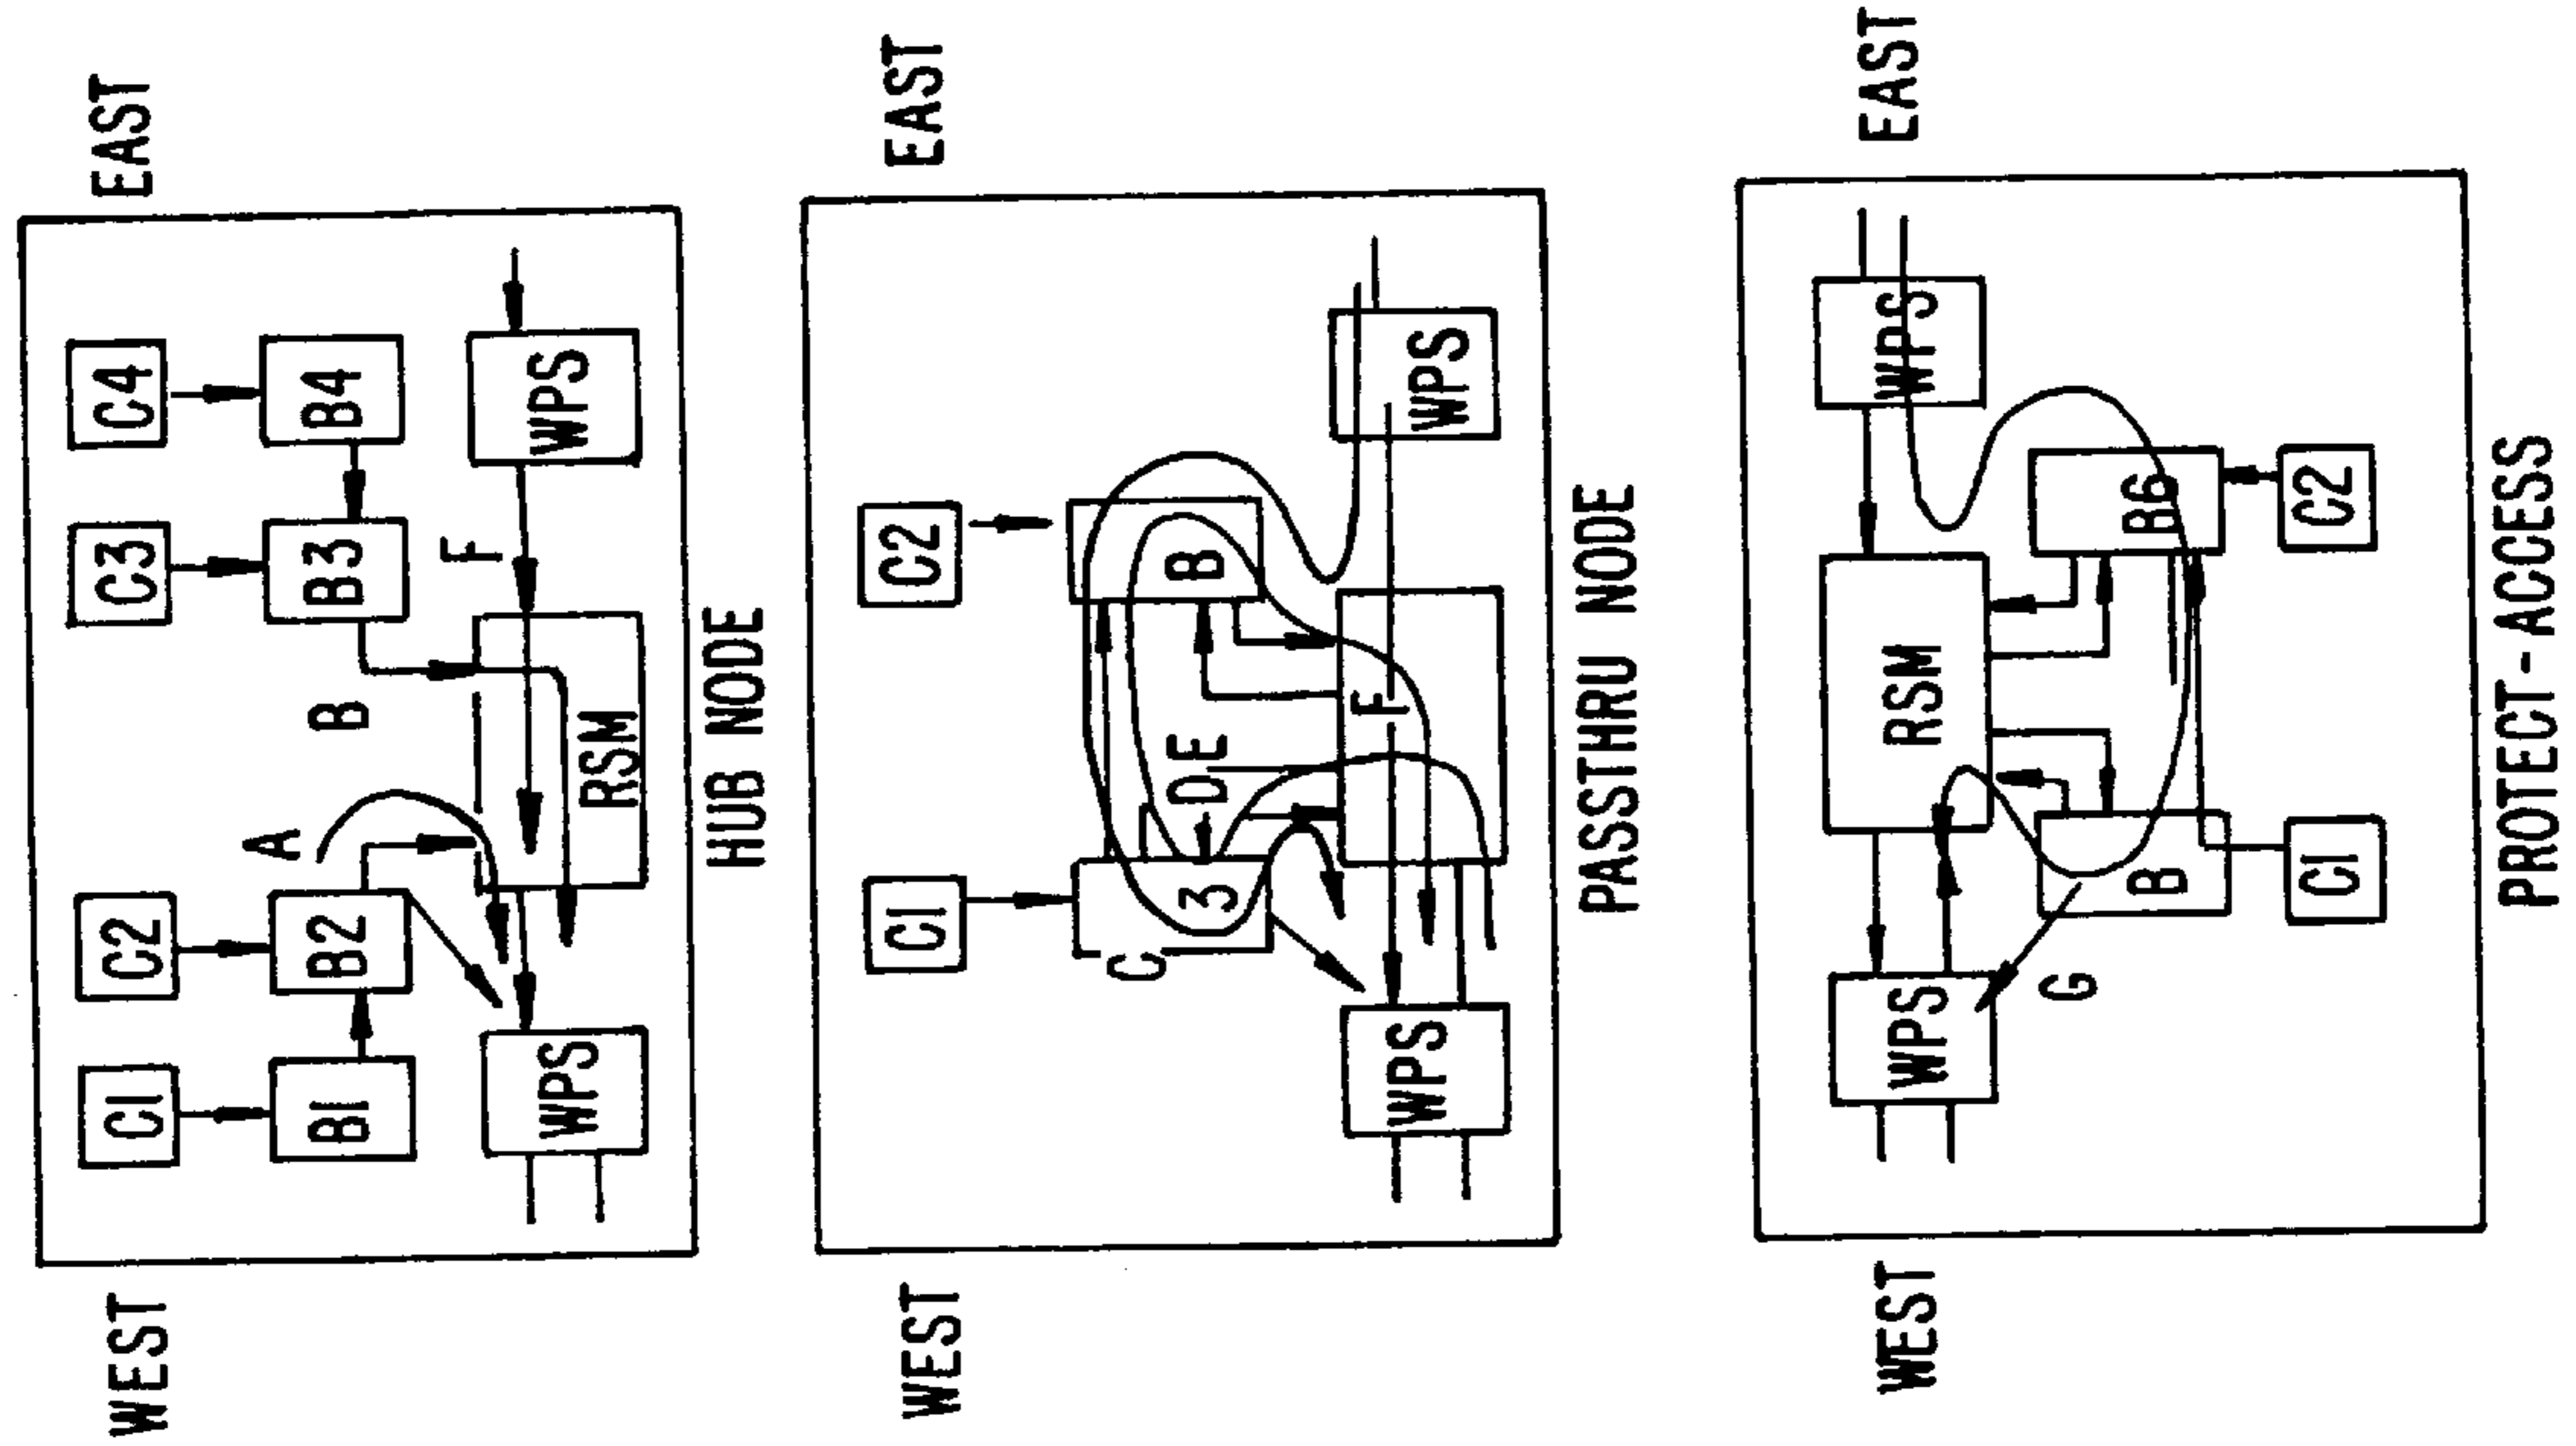 WEST
EAST
C1
C2
C3
C4
B1
B2
A
B
B3
F
B4
WPS
RSM
WPS
HUB NODE
WEST
EAST
C1
C2
C
3
D
E
B
WPS
F
WPS
PASSTHRU NODE
WEST
EAST
WPS
RSM
WPS
G
B
B6
C1
C2
PROTECT-ACCESS